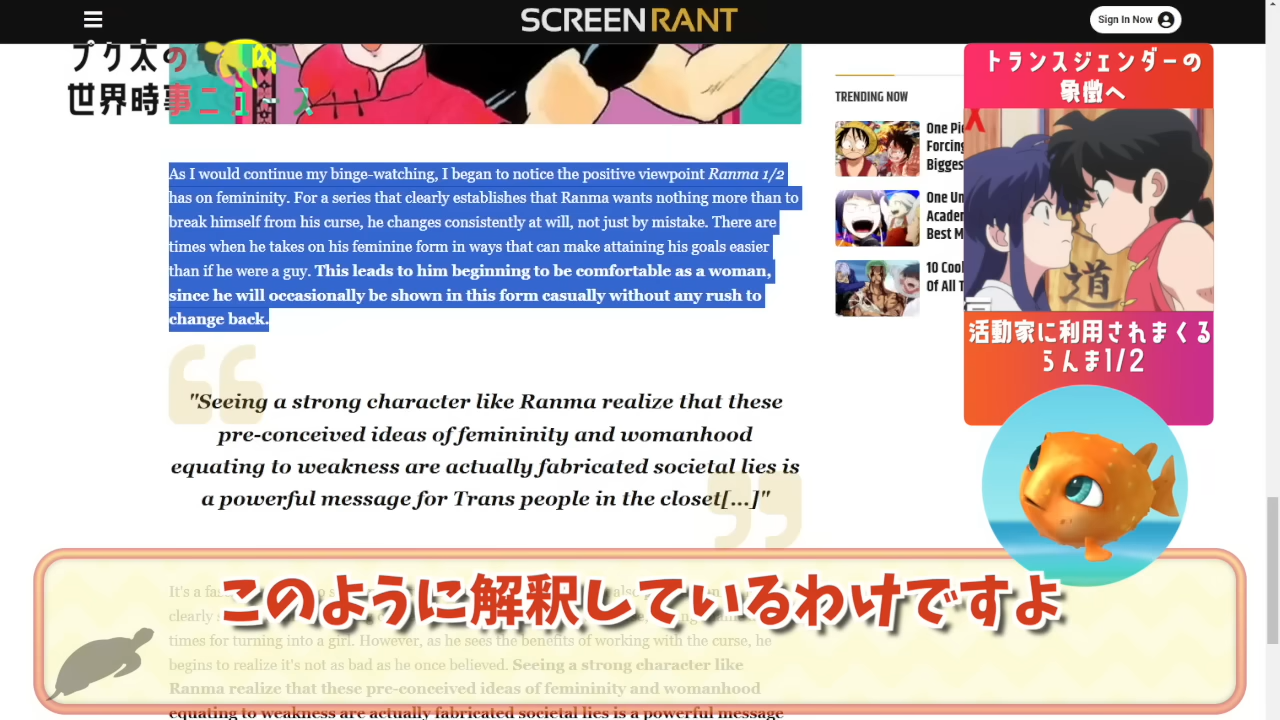 SCREENRANT
Sign In Now
プク太の
世界時事ニュース
As I would continue my binge-watching, I began to notice the positive viewpoint Ranma 1/2
has on femininity. For a series that clearly establishes that Ranma wants nothing more than to
break himself from his curse, he changes consistently at will, not just by mistake. There are
times when he takes on his feminine form in ways that can make attaining his goals easier
than if he were a guy. This leads to him beginning to be comfortable as a woman,
since he will occasionally be shown in this form casually without any rush to
change back.
"Seeing a strong character like Ranma realize that these
pre-conceived ideas of femininity and womanhood
equating to weakness are actually fabricated societal lies is
a powerful message for Trans people in the closet[...]"
TRENDING NOW
One Pi
Forcing
Biggest
One Un
Academ
Best M
10 Cool
Of All T
トランスジェンダーの
象徴へ
道
活動家に利用されまくる
らんま1/2
It's a
clearly
times for turning into a girl. However, as he sees the benefits of working with the curse, he
begins to realize it's not as bad as he once believed. Seeing a strong character like
Ranma realize that these pre-conceived ideas of femininity and womanhood
equating to weakness are actually fabricated societal lies is a powerful message
このように解釈しているわけですよ